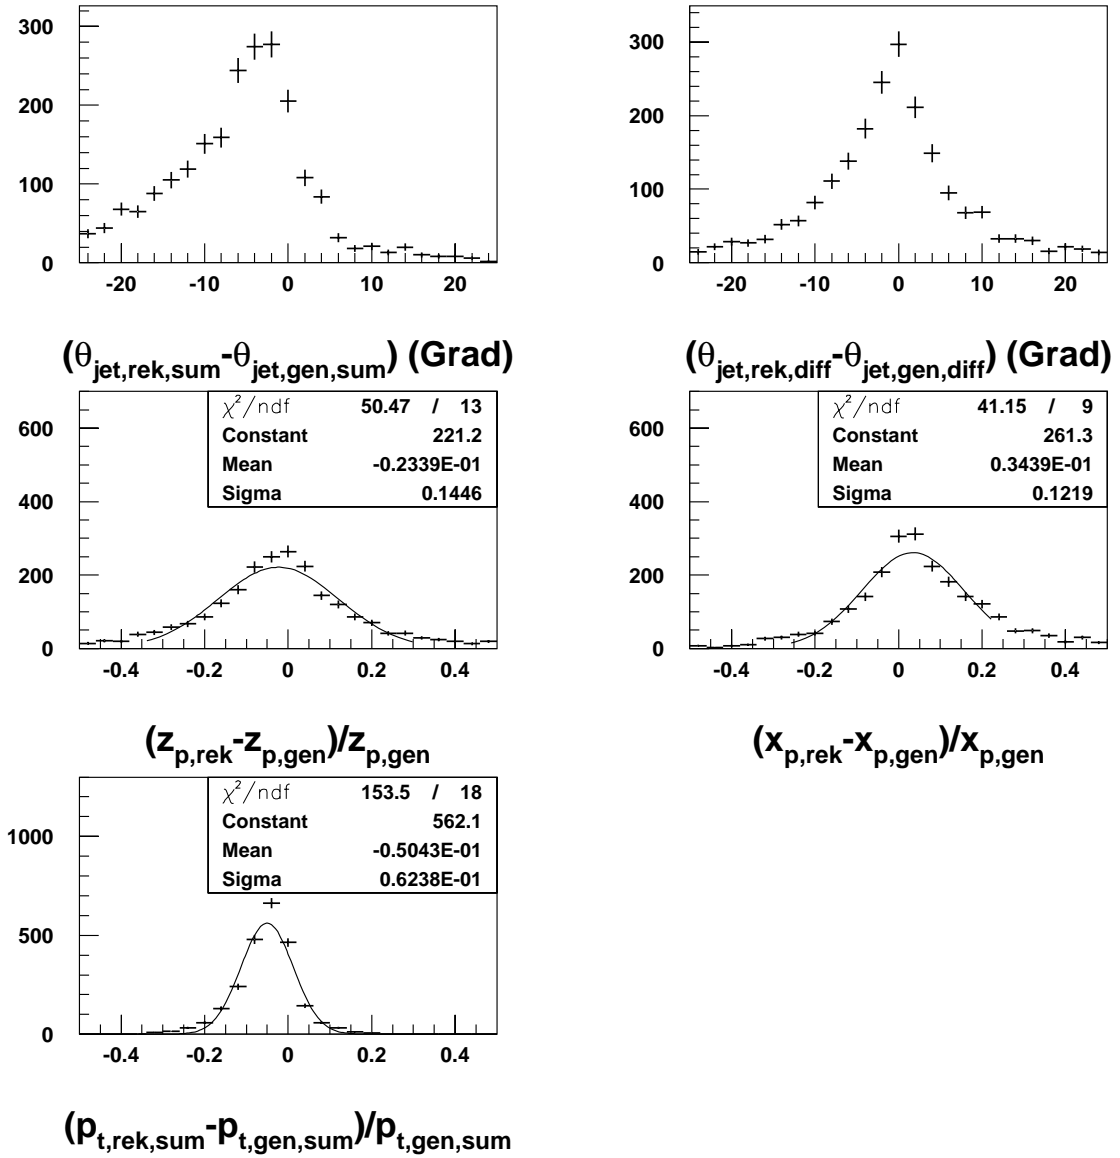 300
200
100
0
-20 -10 0 10 20
(θjet,rek,sum-θjet,gen,sum) (Grad)
300
200
100
0
-20 -10 0 10 20
(θjet,rek,diff-θjet,gen,diff) (Grad)
χ²/ndf 50.47 / 13
Constant 221.2
Mean -0.2339E-01
Sigma 0.1446
600
400
200
0
-0.4 -0.2 0 0.2 0.4
(zp,rek-zp,gen)/zp,gen
χ²/ndf 41.15 / 9
Constant 261.3
Mean 0.3439E-01
Sigma 0.1219
600
400
200
0
-0.4 -0.2 0 0.2 0.4
(xp,rek-xp,gen)/xp,gen
χ²/ndf 153.5 / 18
Constant 562.1
Mean -0.5043E-01
Sigma 0.6238E-01
1000
500
0
-0.4 -0.2 0 0.2 0.4
(pt,rek,sum-pt,gen,sum)/pt,gen,sum